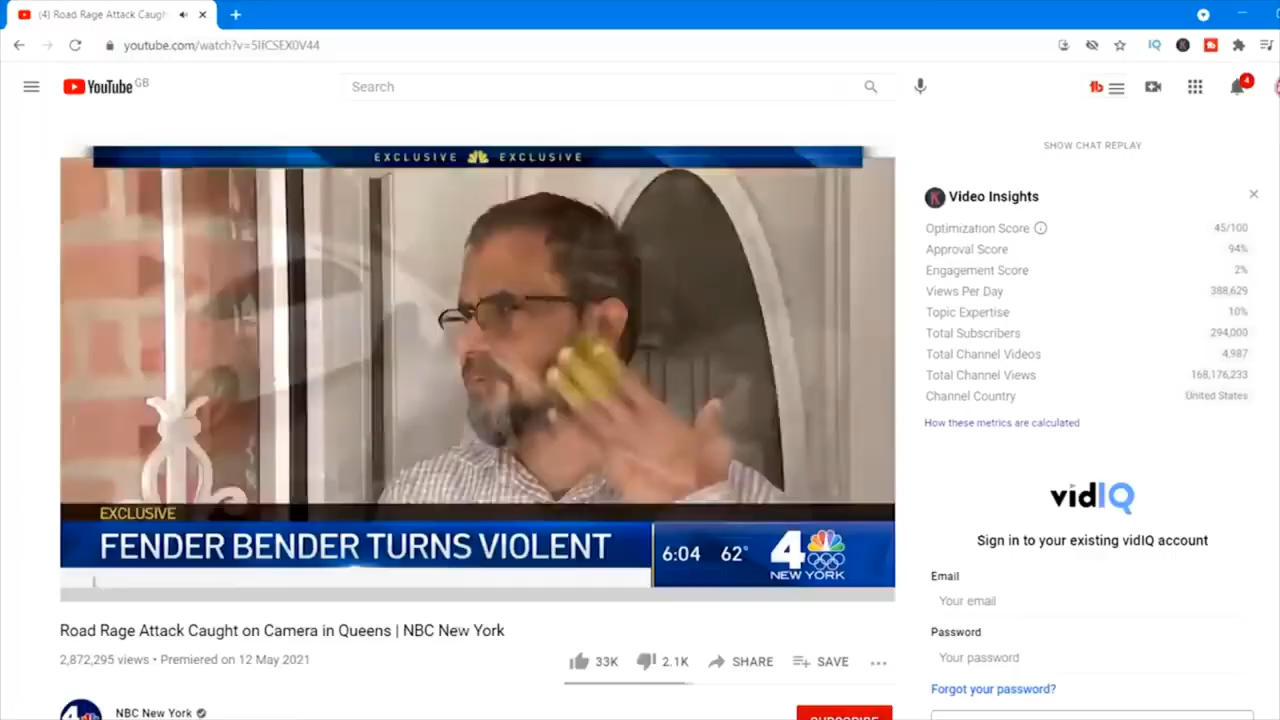 (4) Road Rage Attack Caugh
youtube.com/watch?v=5IfCSEX0V44
IQ
YouTube GB
Search
4
EXCLUSIVE EXCLUSIVE
SHOW CHAT REPLAY
Video Insights
Optimization Score 45/100
Approval Score 94%
Engagement Score 2%
Views Per Day 388,629
Topic Expertise 10%
Total Subscribers 294,000
Total Channel Videos 4,987
Total Channel Views 168,176,233
Channel Country United States
How these metrics are calculated
EXCLUSIVE
FENDER BENDER TURNS VIOLENT
6:04 62° 4
NEW YORK
vidIQ
Sign in to your existing vidIQ account
Email
Your email
Password
Your password
Forgot your password?
Road Rage Attack Caught on Camera in Queens | NBC New York
2,872,295 views • Premiered on 12 May 2021
33K 2.1K SHARE SAVE
NBC New York
SUBSCRIBE